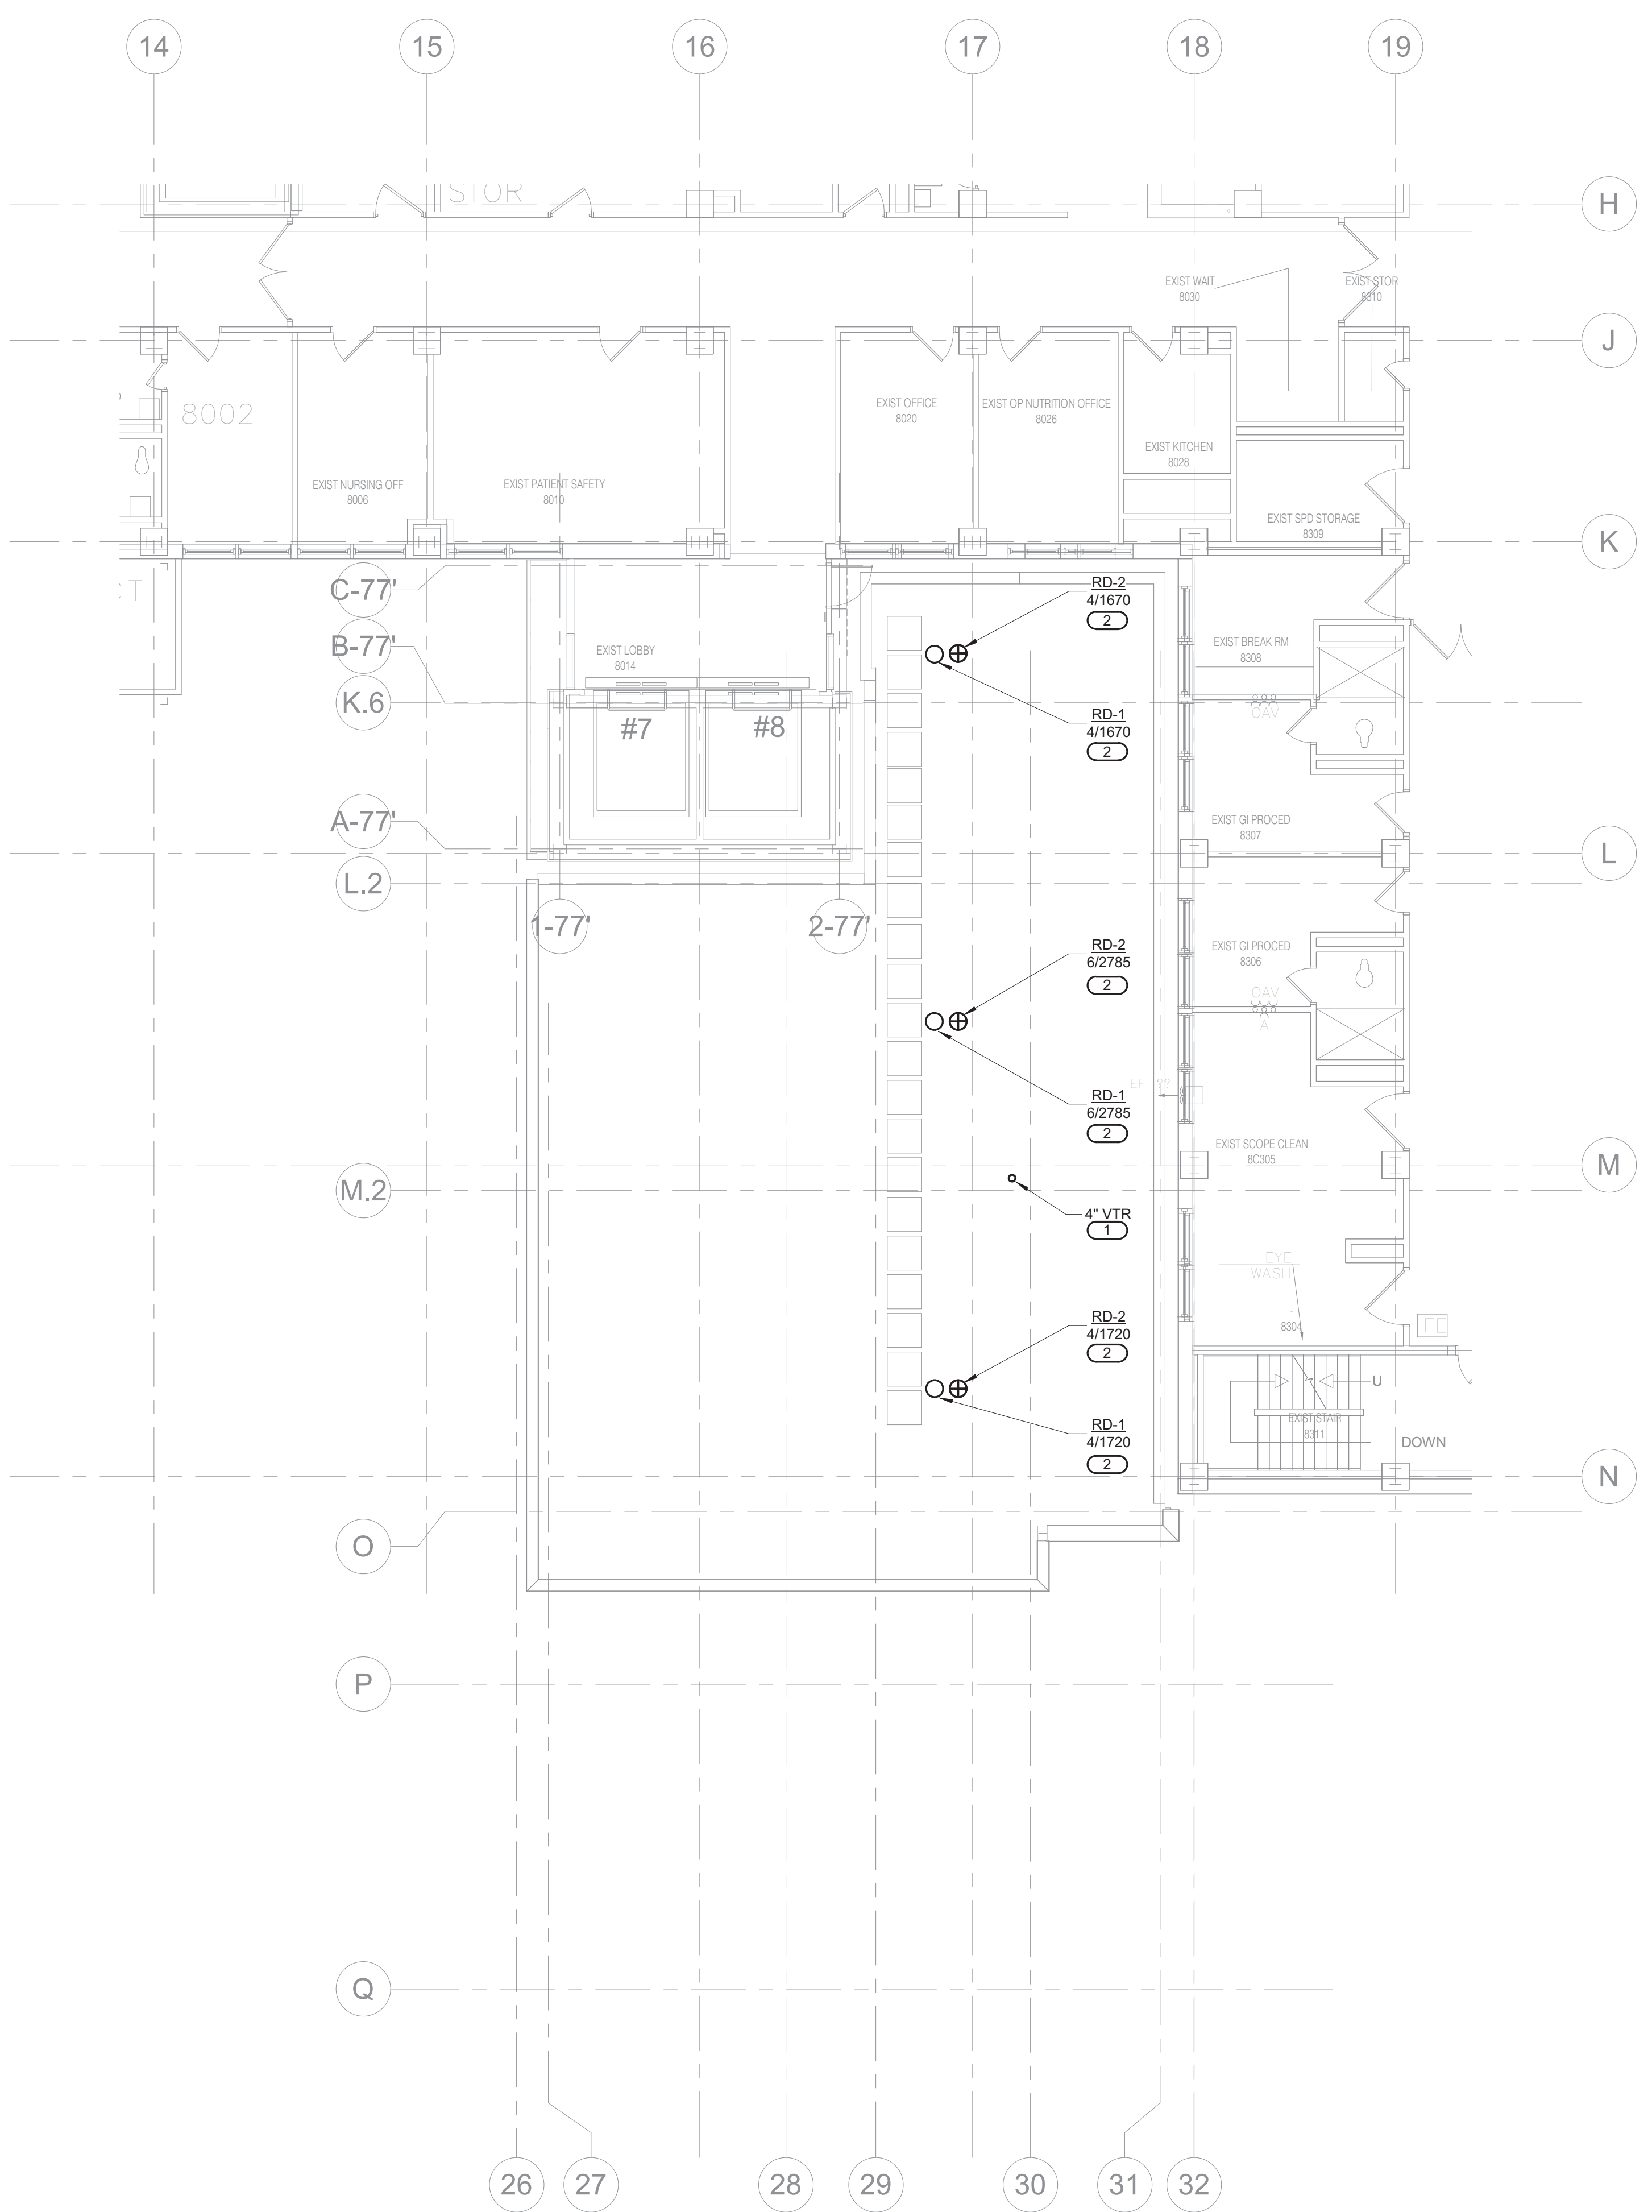 14
15
16
17
18
19
STOR
H
EXIST WAIT
8030
EXIST STOR
8310
J
8002
EXIST OFFICE
8020
EXIST OP NUTRITION OFFICE
8026
EXIST KITCHEN
8028
EXIST NURSING OFF
8006
EXIST PATIENT SAFETY
8010
EXIST SPD STORAGE
8309
K
C-77'
RD-2
4/1670
2
B-77'
EXIST LOBBY
8014
EXIST BREAK RM
8308
K.6
#7
#8
RD-1
4/1670
2
OAV
A-77'
EXIST GI PROCED
8307
L
L.2
1-77'
2-77'
RD-2
6/2785
2
EXIST GI PROCED
8306
OAV
A
RD-1
6/2785
2
EXIST SCOPE CLEAN
8C305
M
M.2
4" VTR
1
EYE
WASH
8304
FE
RD-2
4/1720
2
U
EXIST STAIR
8311
RD-1
4/1720
2
DOWN
N
O
P
Q
26
27
28
29
30
31
32